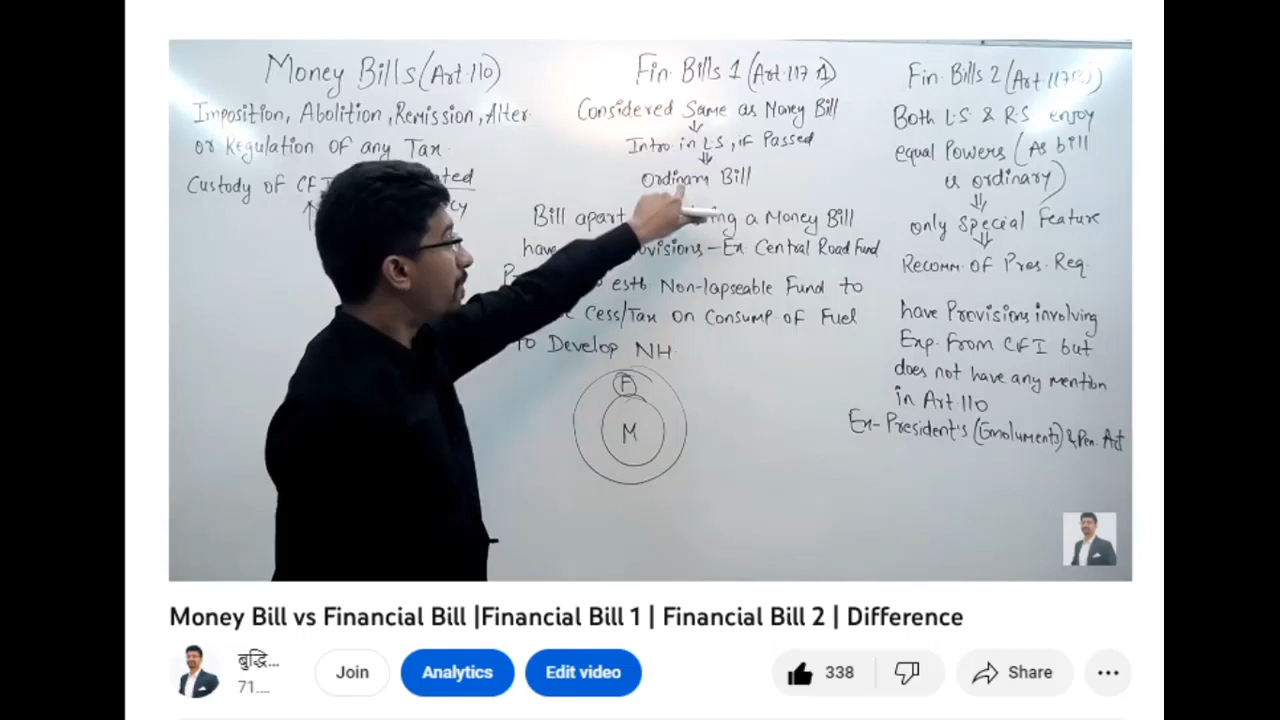 Money Bills (Art.110)
Imposition, Abolition, Remission, Alter
or Regulation of any Tax.
Custody of CFI
Fin. Bills 1 (Art.117 1)
Considered Same as Money Bill
Intro. in LS, if Passed
Ordinary Bill
Bill apart a Money Bill
have Ex Central Road Fund
estb Non-lapseable Fund to
Cess/Tax on Consump. of Fuel
To Develop NH.
F
M
Fin. Bills 2 (Art.117
Both L.S & R.S enjoy
equal Powers (As bill
is ordinary)
only Special Feature
Recomm. of Pres. Req.
have Provisions involving
Exp. From CFI but
does not have any mention
in Art.110
Ex- President's (Emoluments) & Pen. Act
Money Bill vs Financial Bill |Financial Bill 1 | Financial Bill 2 | Difference
बुद्धि...
71....
Join
Analytics
Edit video
338
Share